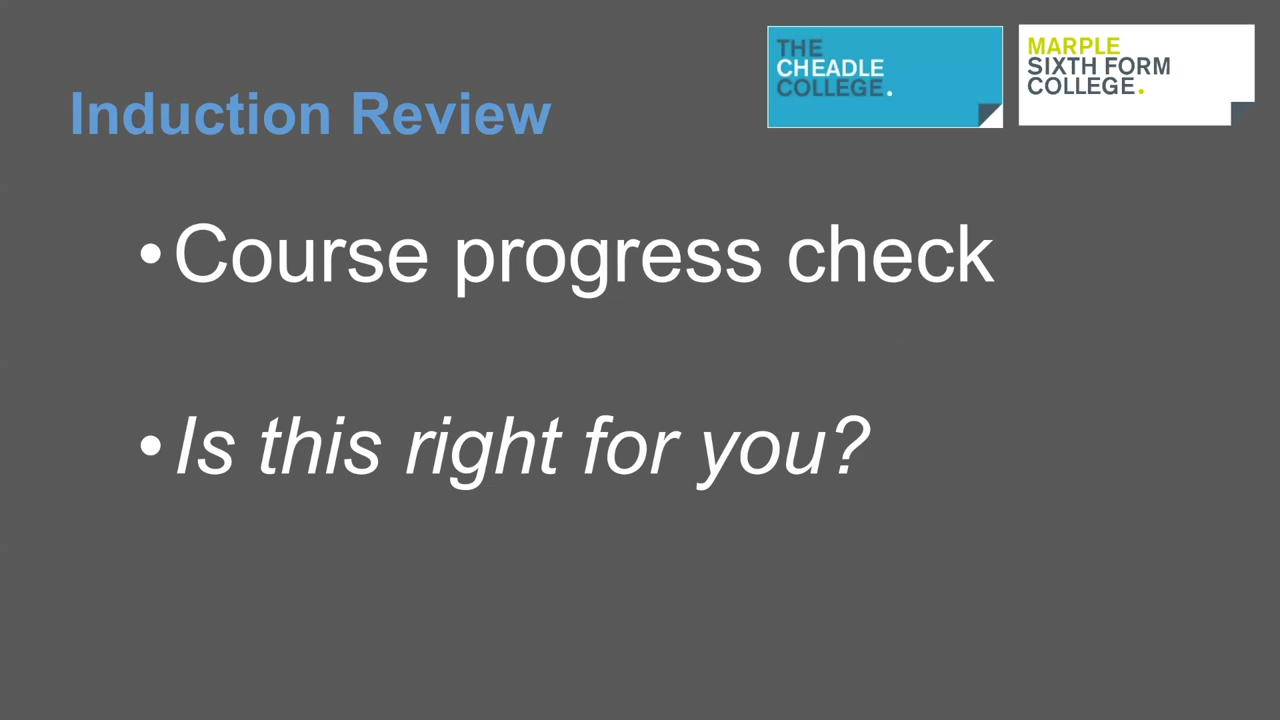 THE
CHEADLE
COLLEGE.
MARPLE
SIXTH FORM
COLLEGE.
Induction Review
•Course progress check
•Is this right for you?